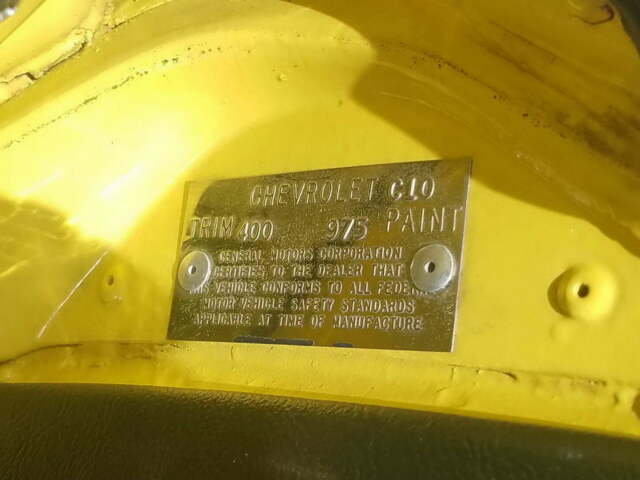 CHEVROLET C10
TRIM 400 975 PAINT
GENERAL MOTORS CORPORATION
CERTIFIES TO THE DEALER THAT
THIS VEHICLE CONFORMS TO ALL FEDERAL
MOTOR VEHICLE SAFETY STANDARDS
APPLICABLE AT TIME OF MANUFACTURE